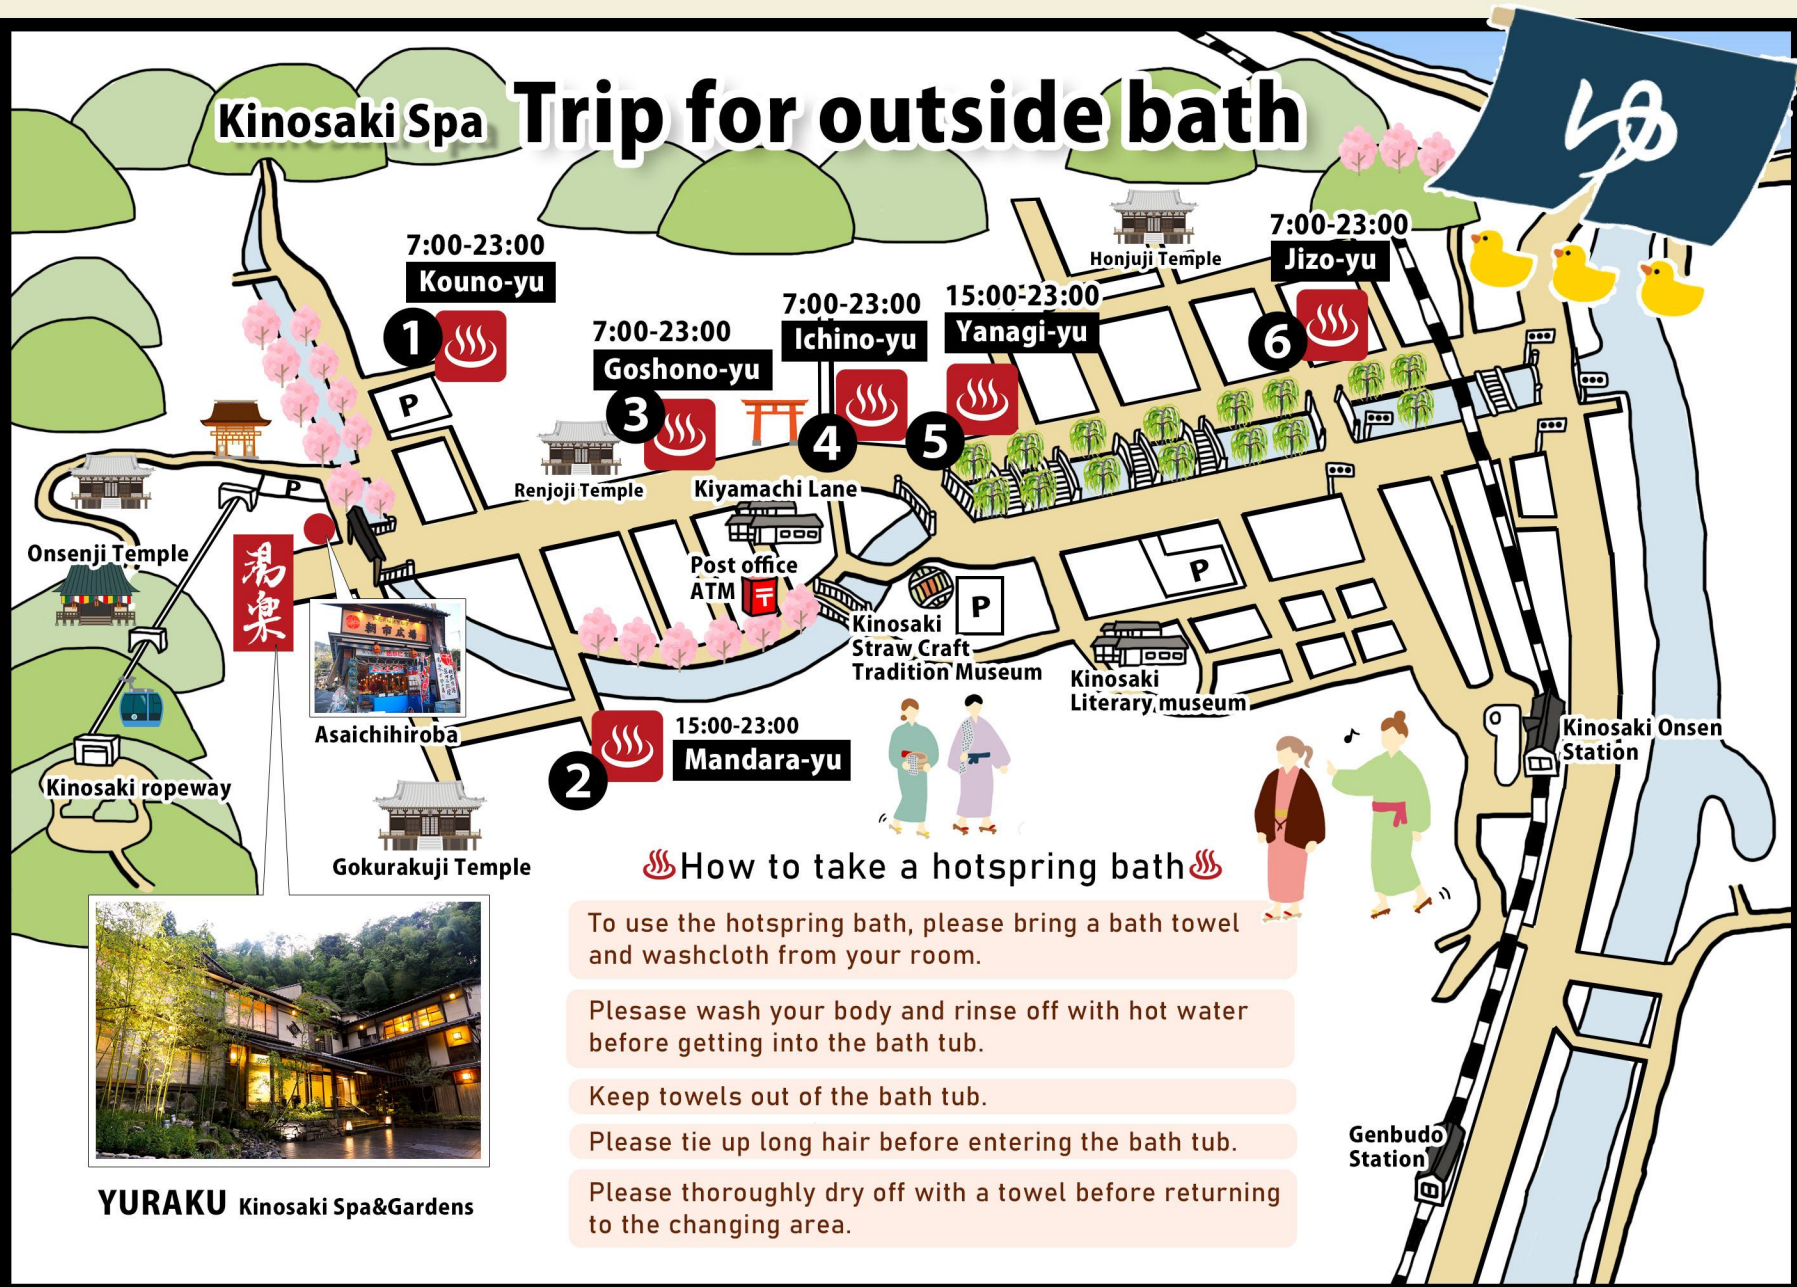 Kinosaki Spa Trip for outside bath
ゆ
7:00-23:00
Kouno-yu
1
7:00-23:00
Goshono-yu
3
7:00-23:00
Ichino-yu
4
15:00-23:00
Yanagi-yu
5
Honjuji Temple
7:00-23:00
Jizo-yu
6
P
P
Renjoji Temple
Kiyamachi Lane
Onsenji Temple
湯楽
Post office
ATM
〒
P
P
Kinosaki
Straw Craft
Tradition Museum
Kinosaki
Literary museum
朝市広場
Asaichihiroba
15:00-23:00
Mandara-yu
2
Kinosaki Onsen
Station
Kinosaki ropeway
Gokurakuji Temple
How to take a hotspring bath
To use the hotspring bath, please bring a bath towel
and washcloth from your room.
Plesase wash your body and rinse off with hot water
before getting into the bath tub.
Keep towels out of the bath tub.
Please tie up long hair before entering the bath tub.
Please thoroughly dry off with a towel before returning
to the changing area.
Genbudo
Station
YURAKU Kinosaki Spa&Gardens